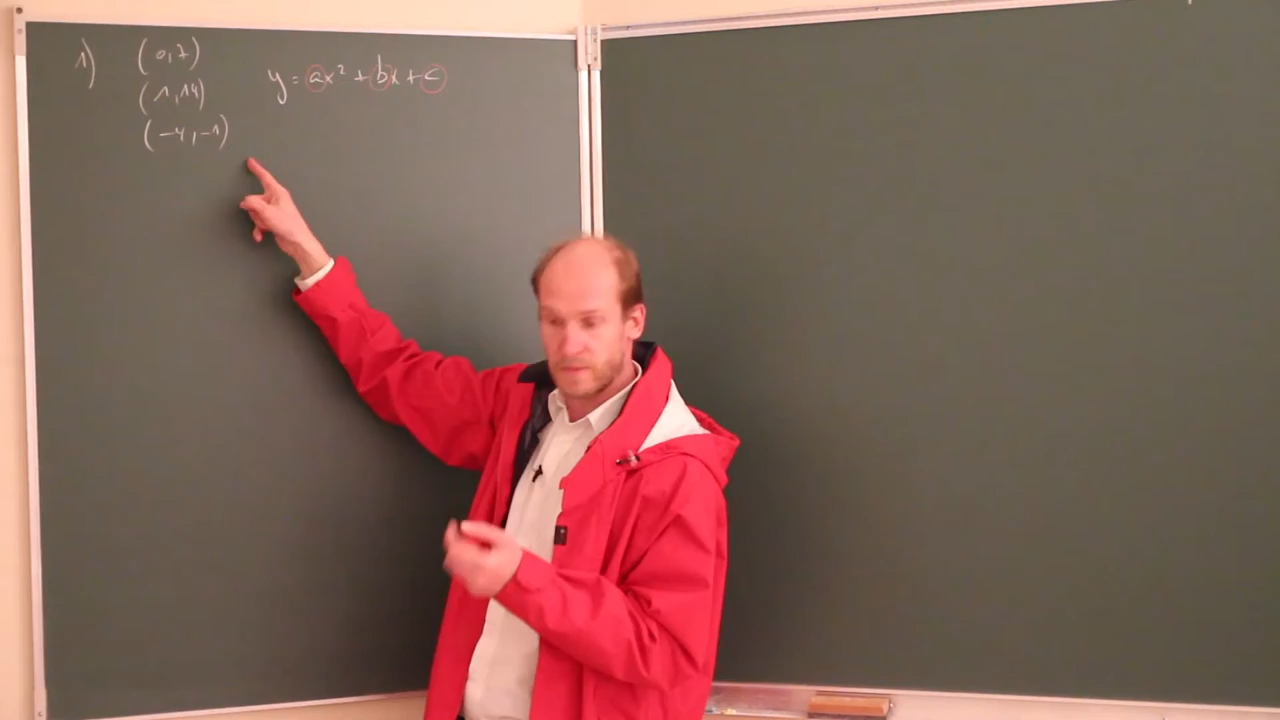 1) (0,7)
y = ax² + bx + c
(1,14)
(-4,-1)